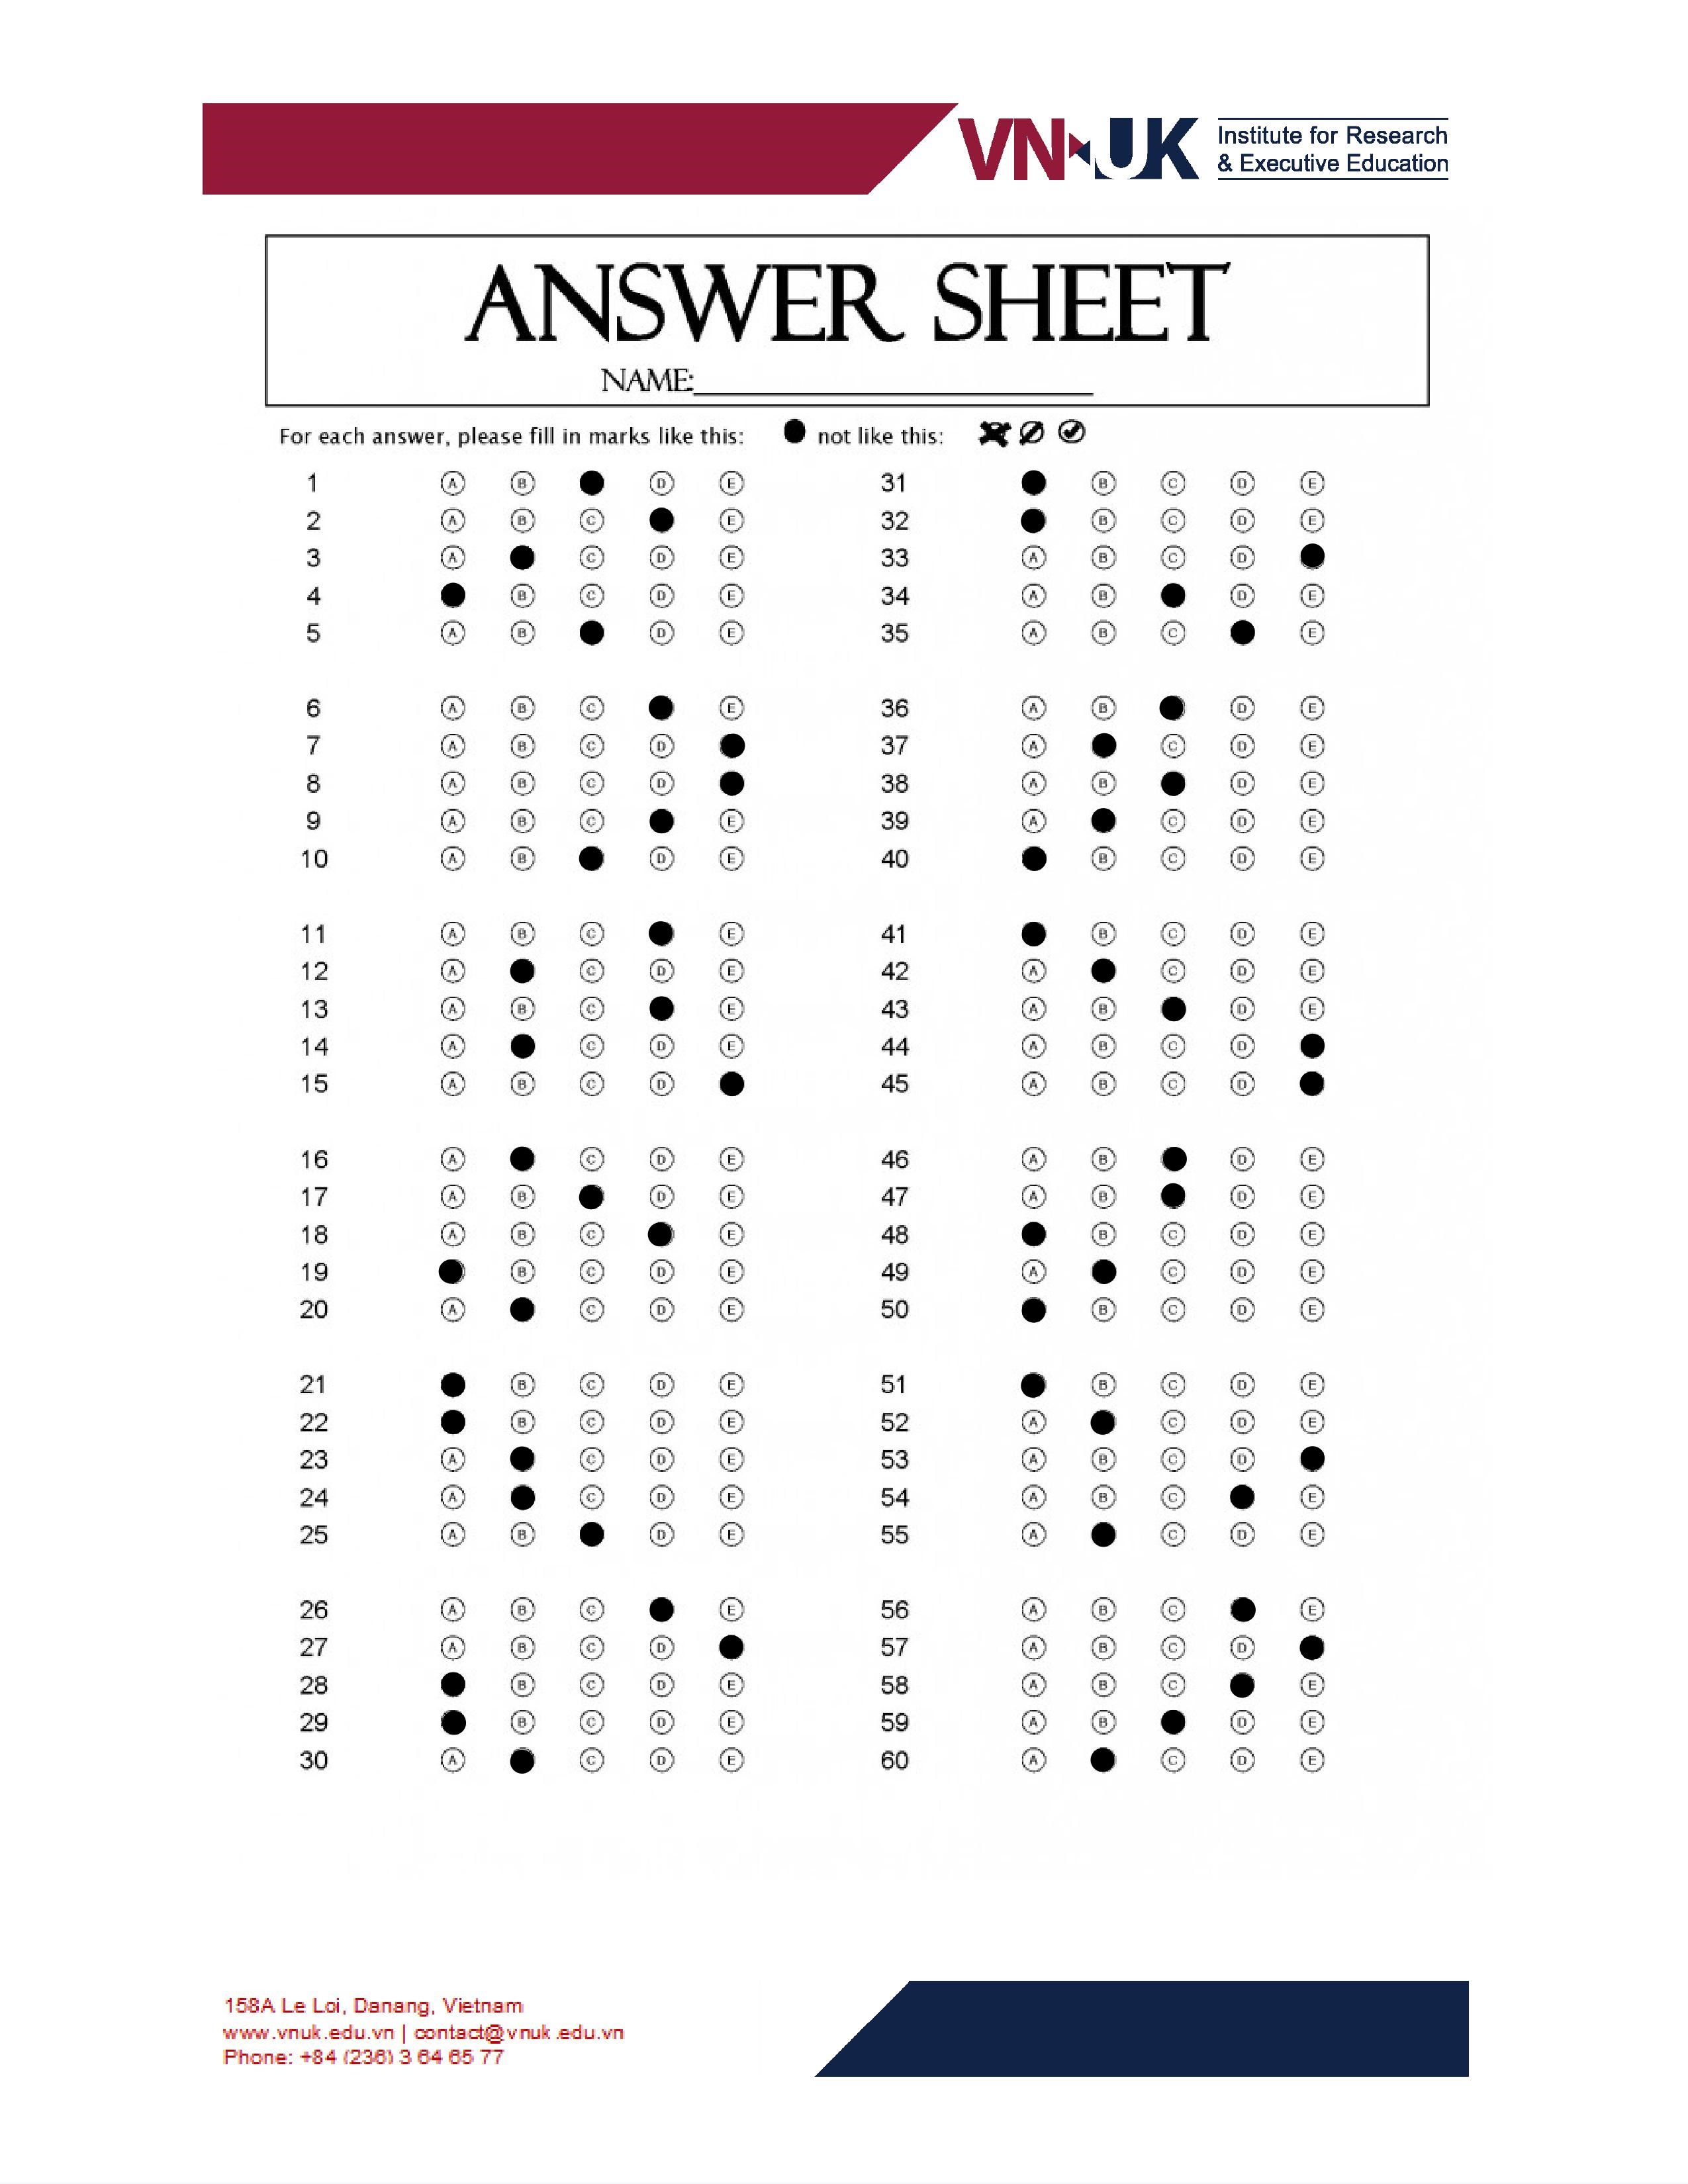 VN UK Institute for Research
& Executive Education
ANSWER SHEET
NAME:
For each answer, please fill in marks like this: not like this:
1 A B D E 31 B C D E
2 A B C E 32 B C D E
3 A C D E 33 A B C D
4 B C D E 34 A B D E
5 A B D E 35 A B C E
6 A B C E 36 A B D E
7 A B C D 37 A C D E
8 A B C D 38 A B D E
9 A B C E 39 A C D E
10 A B D E 40 B C D E
11 A B C E 41 B C D E
12 A C D E 42 A C D E
13 A B C E 43 A B D E
14 A C D E 44 A B C D
15 A B C D 45 A B C D
16 A C D E 46 A B D E
17 A B D E 47 A B D E
18 A B C E 48 B C D E
19 B C D E 49 A C D E
20 A C D E 50 B C D E
21 B C D E 51 B C D E
22 B C D E 52 A C D E
23 A C D E 53 A B C D
24 A C D E 54 A B C E
25 A B D E 55 A C D E
26 A B C E 56 A B C E
27 A B C D 57 A B C D
28 B C D E 58 A B C E
29 B C D E 59 A B D E
30 A C D E 60 A C D E
158A Le Loi, Danang, Vietnam
www.vnuk.edu.vn | contact@vnuk.edu.vn
Phone: +84 (236) 3 64 65 77